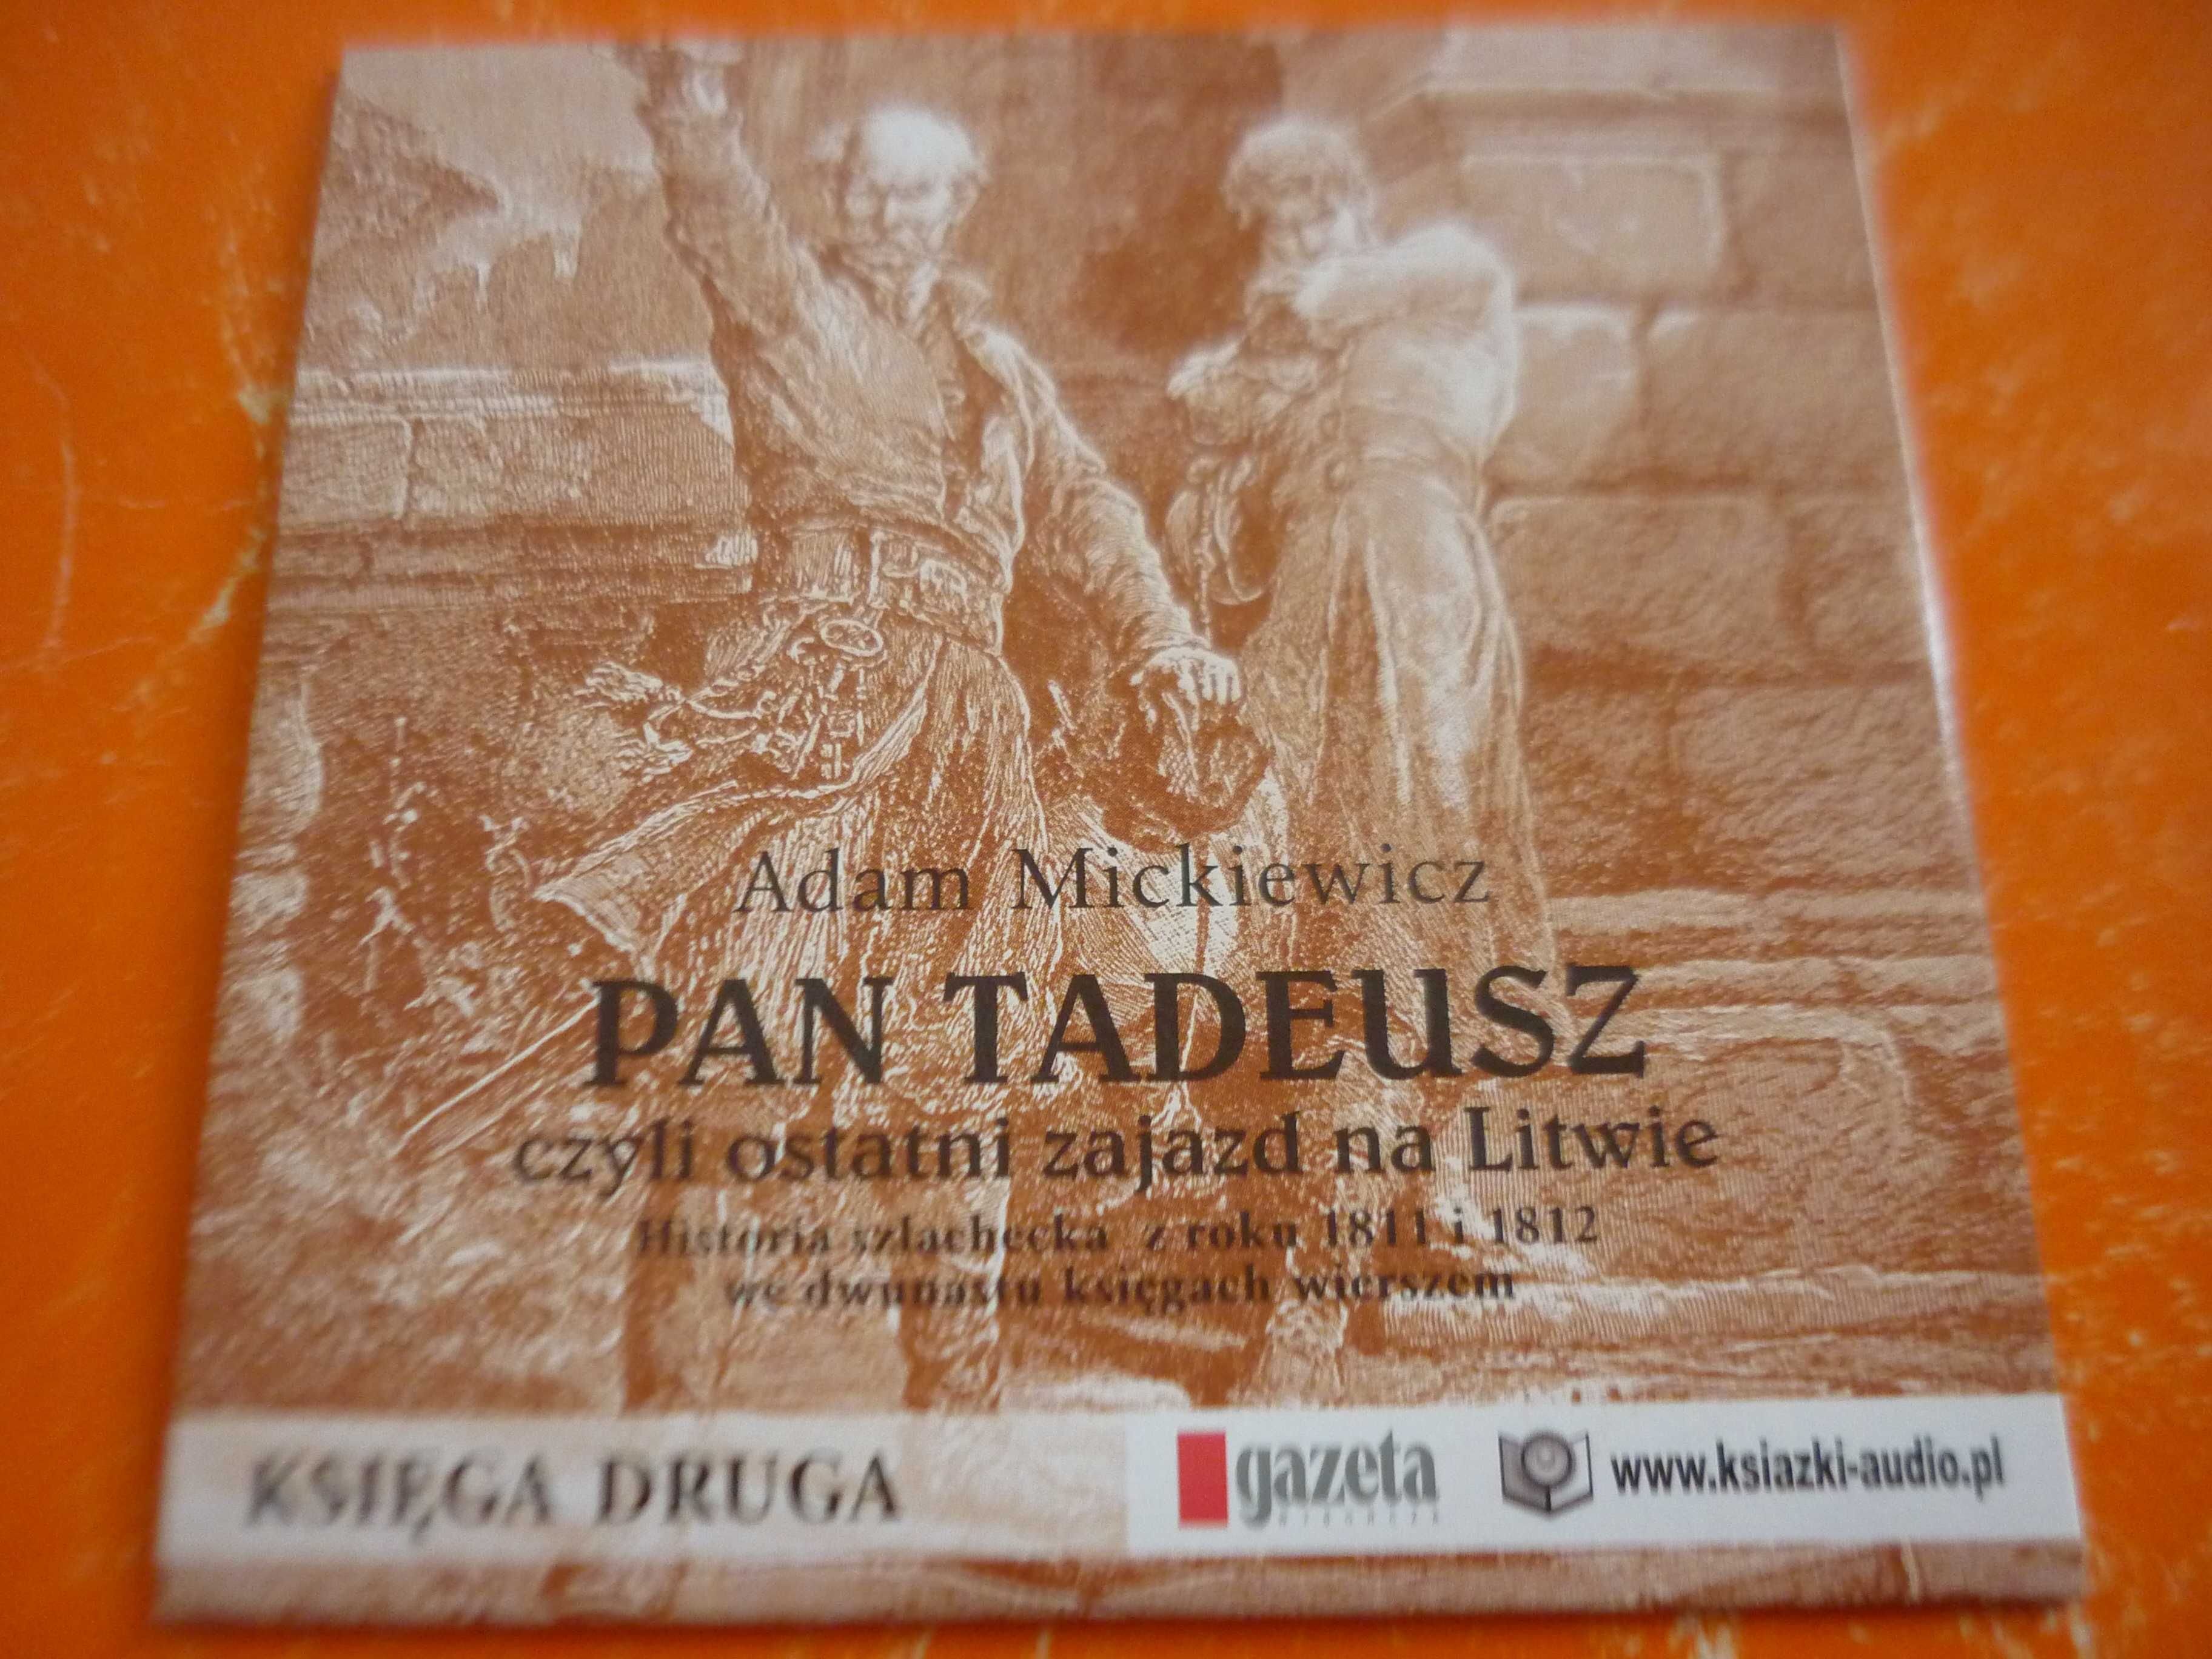 Adam Mickiewicz
PAN TADEUSZ
czyli ostatni zajazd na Litwie
Historia szlachecka z roku 1811 i 1812
we dwunastu księgach wierszem
KSIĘGA DRUGA
gazeta
www.ksiazki-audio.pl